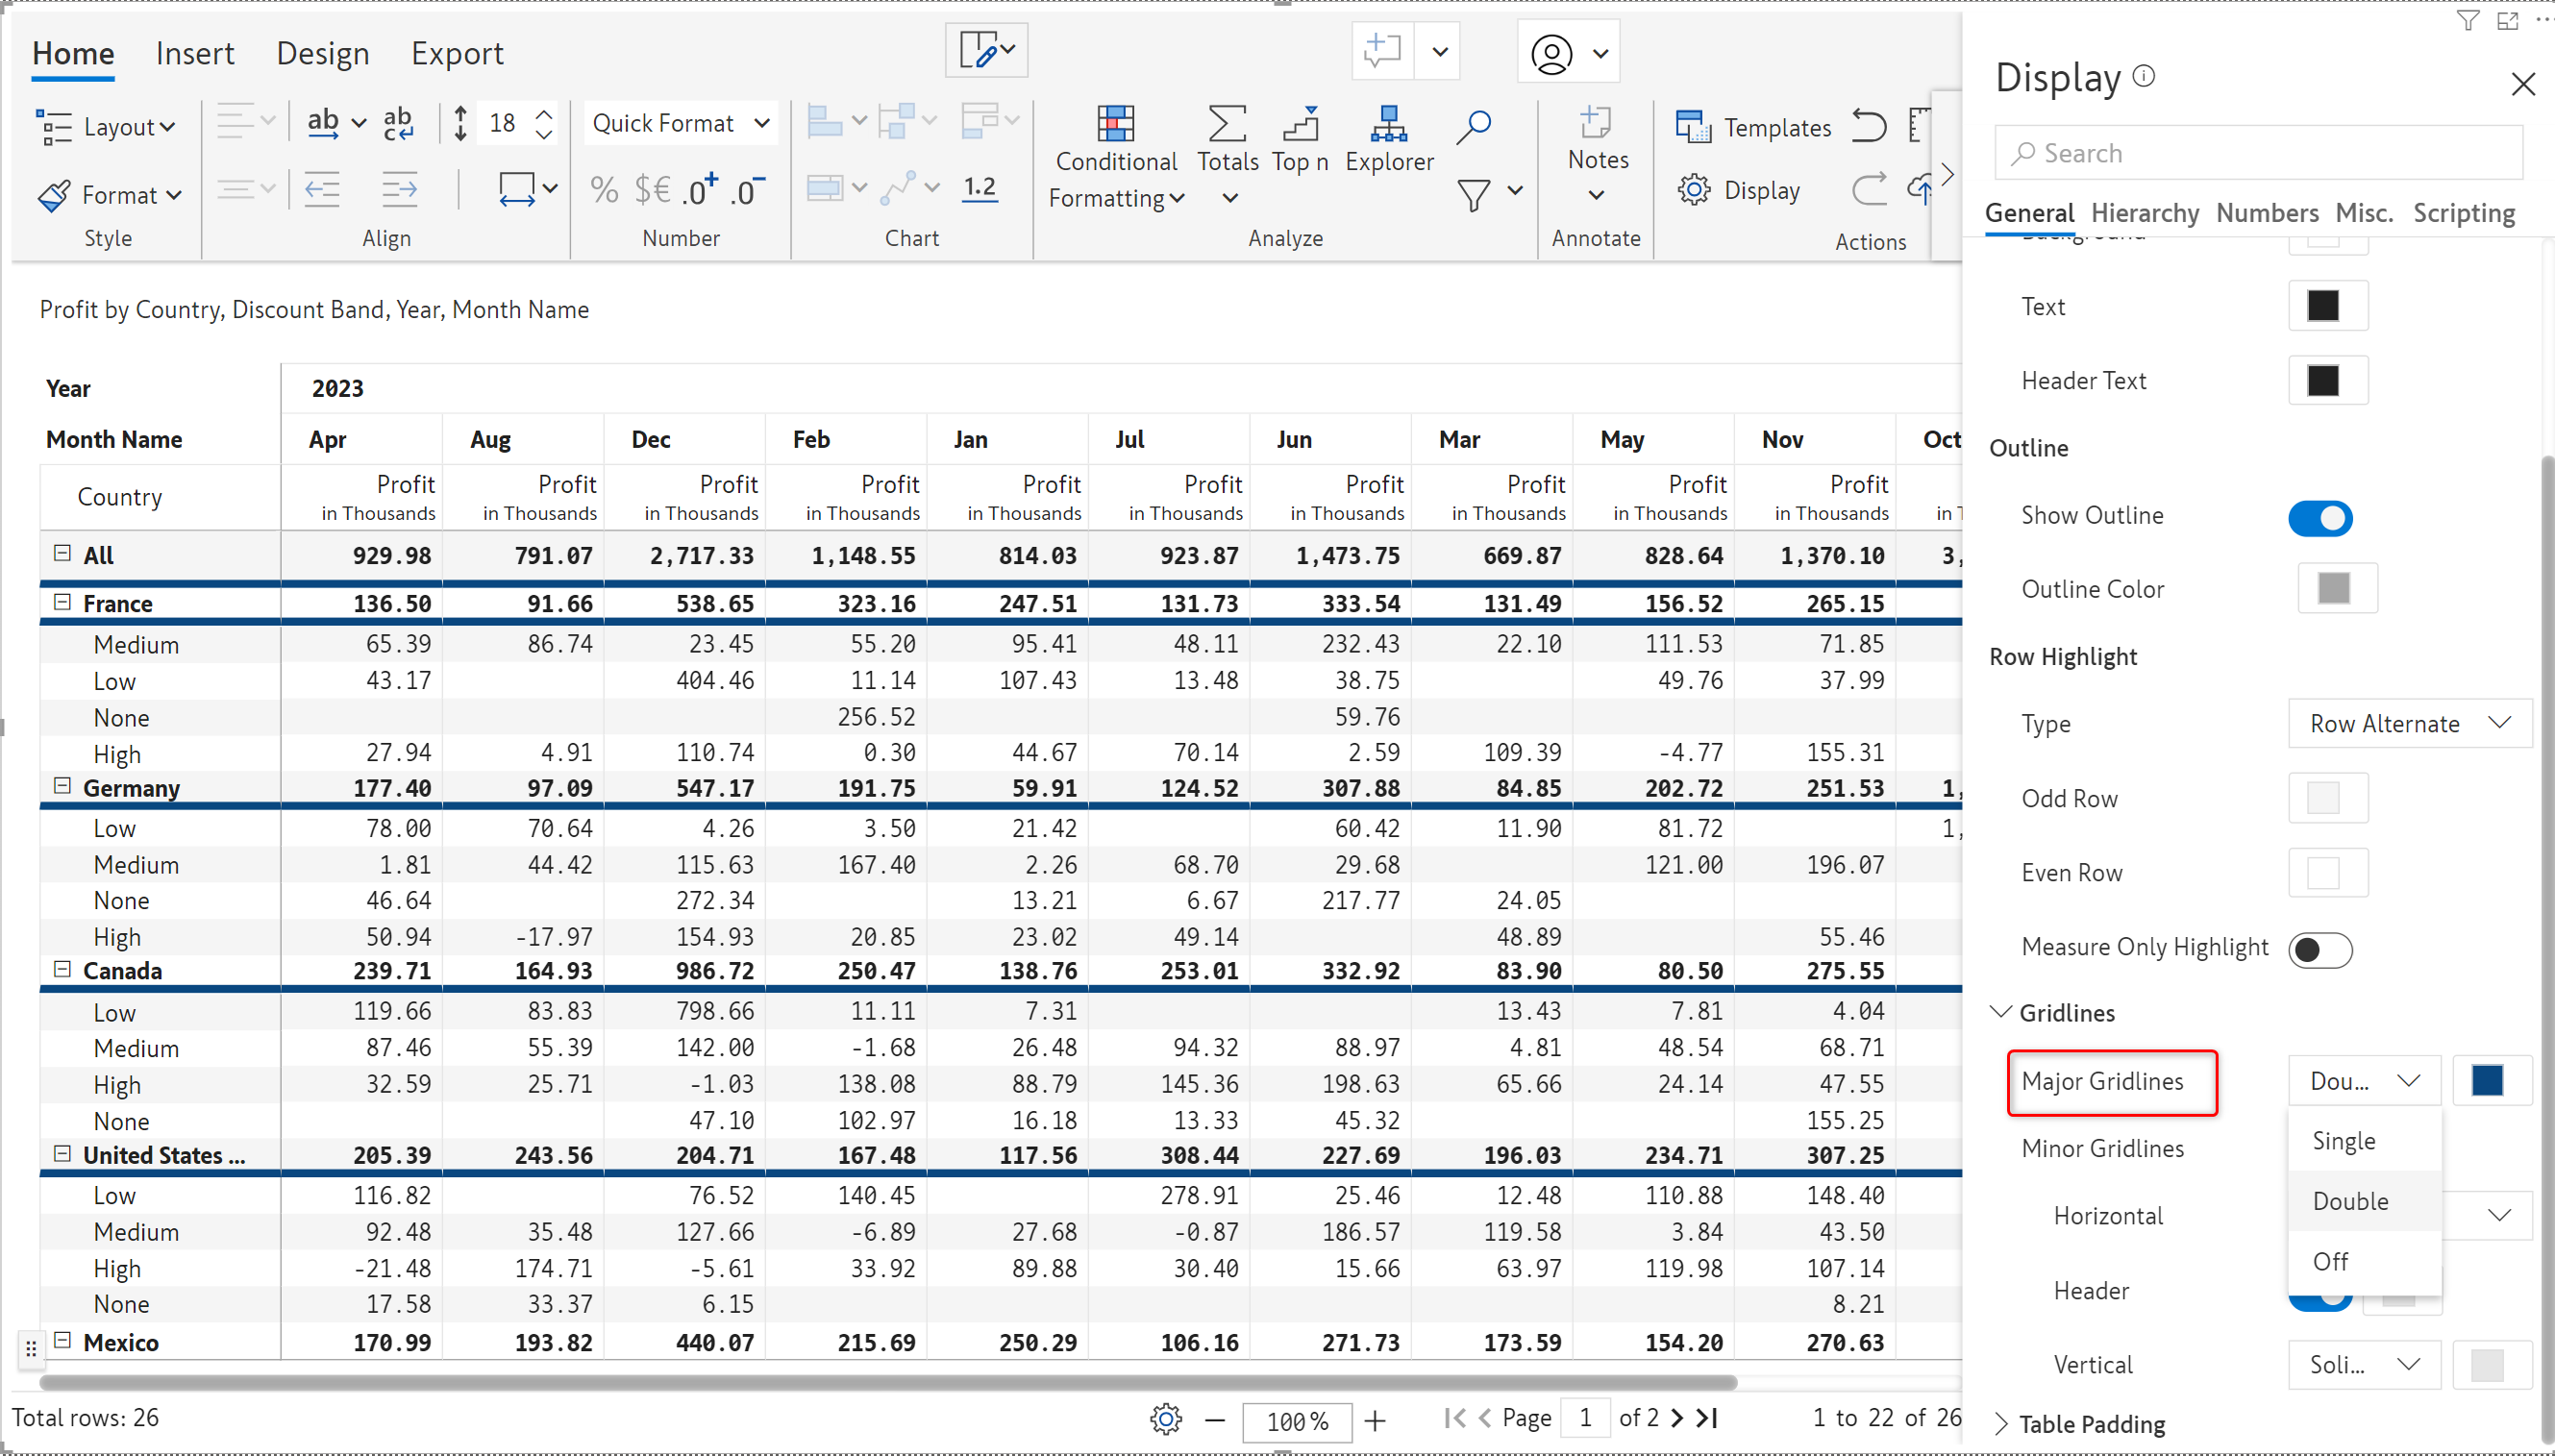 Home Insert Design Export
Layout ab ab c 18 Quick Format Conditional Formatting Totals Top n Explorer Notes Templates
Format % $€ .0+ .0- 1.2 Display
Style Align Number Chart Analyze Annotate Actions
Profit by Country, Discount Band, Year, Month Name
Year 2023
Month Name Apr Aug Dec Feb Jan Jul Jun Mar May Nov Oct
Country Profit Profit Profit Profit Profit Profit Profit Profit Profit Profit
in Thousands in Thousands in Thousands in Thousands in Thousands in Thousands in Thousands in Thousands in Thousands in Thousands in
All 929.98 791.07 2,717.33 1,148.55 814.03 923.87 1,473.75 669.87 828.64 1,370.10 3,
France 136.50 91.66 538.65 323.16 247.51 131.73 333.54 131.49 156.52 265.15
Medium 65.39 86.74 23.45 55.20 95.41 48.11 232.43 22.10 111.53 71.85
Low 43.17 404.46 11.14 107.43 13.48 38.75 49.76 37.99
None 256.52 59.76
High 27.94 4.91 110.74 0.30 44.67 70.14 2.59 109.39 -4.77 155.31
Germany 177.40 97.09 547.17 191.75 59.91 124.52 307.88 84.85 202.72 251.53 1,
Low 78.00 70.64 4.26 3.50 21.42 60.42 11.90 81.72 1,
Medium 1.81 44.42 115.63 167.40 2.26 68.70 29.68 121.00 196.07
None 46.64 272.34 13.21 6.67 217.77 24.05
High 50.94 -17.97 154.93 20.85 23.02 49.14 48.89 55.46
Canada 239.71 164.93 986.72 250.47 138.76 253.01 332.92 83.90 80.50 275.55
Low 119.66 83.83 798.66 11.11 7.31 13.43 7.81 4.04
Medium 87.46 55.39 142.00 -1.68 26.48 94.32 88.97 4.81 48.54 68.71
High 32.59 25.71 -1.03 138.08 88.79 145.36 198.63 65.66 24.14 47.55
None 47.10 102.97 16.18 13.33 45.32 155.25
United States ... 205.39 243.56 204.71 167.48 117.56 308.44 227.69 196.03 234.71 307.25
Low 116.82 76.52 140.45 278.91 25.46 12.48 110.88 148.40
Medium 92.48 35.48 127.66 -6.89 27.68 -0.87 186.57 119.58 3.84 43.50
High -21.48 174.71 -5.61 33.92 89.88 30.40 15.66 63.97 119.98 107.14
None 17.58 33.37 6.15 8.21
Mexico 170.99 193.82 440.07 215.69 250.29 106.16 271.73 173.59 154.20 270.63
Total rows: 26 100% Page 1 of 2 1 to 22 of 26
Display
Search
General Hierarchy Numbers Misc. Scripting
Background
Text
Header Text
Outline
Show Outline
Outline Color
Row Highlight
Type Row Alternate
Odd Row
Even Row
Measure Only Highlight
Gridlines
Major Gridlines Dou...
Single
Minor Gridlines
Double
Horizontal
Off
Header
Vertical Soli...
Table Padding